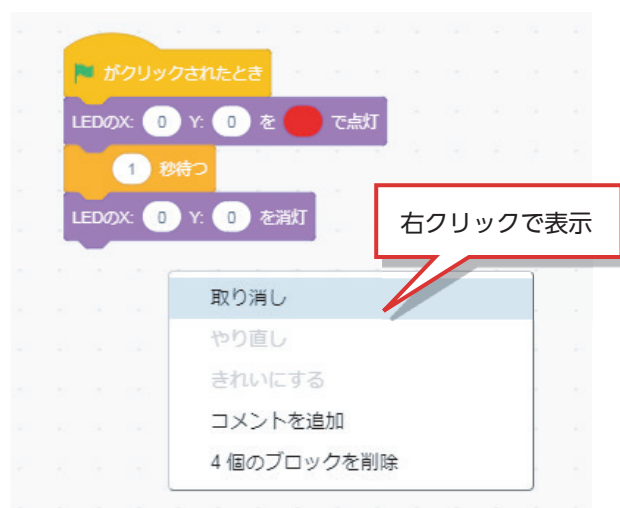 がクリックされたとき
LEDのX: 0 Y: 0 を で点灯
1 秒待つ
LEDのX: 0 Y: 0 を消灯
右クリックで表示
取り消し
やり直し
きれいにする
コメントを追加
4 個のブロックを削除